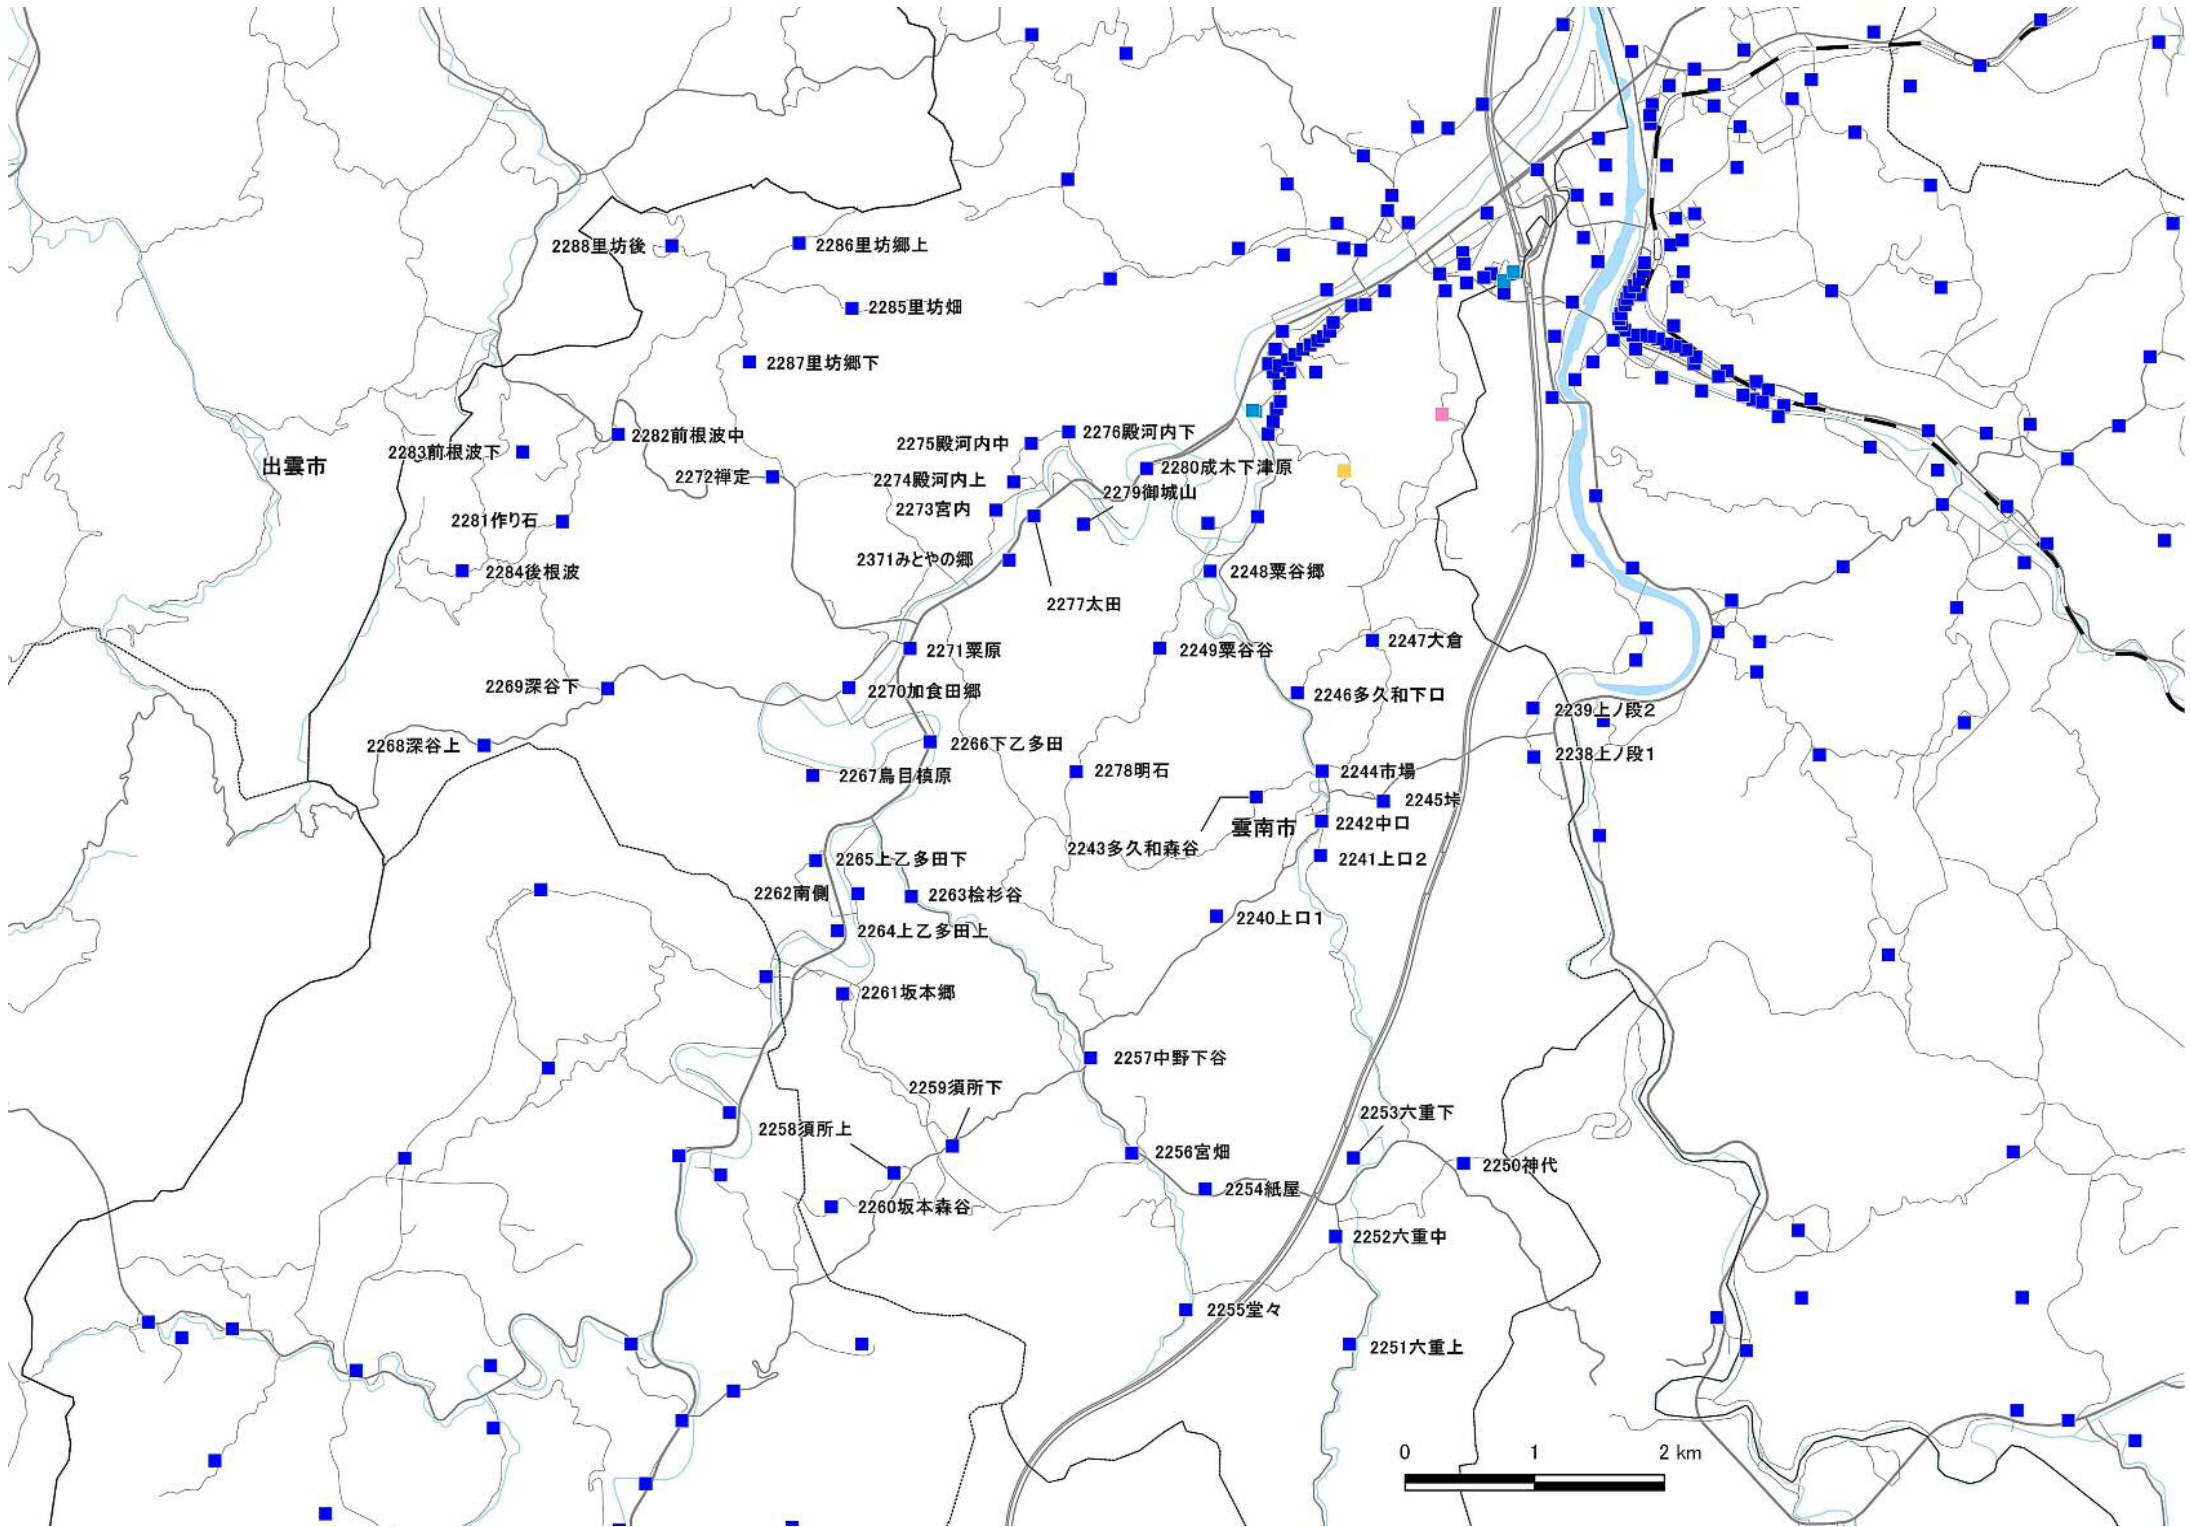 2288里坊後
2286里坊郷上
2285里坊畑
2287里坊郷下
2282前根波中
2283前根波下
2275殿河内中
2276殿河内下
出雲市
2272禅定
2274殿河内上
2280成木下津原
2279御城山
2281作り石
2273宮内
2371みとやの郷
2284後根波
2248粟谷郷
2277太田
2271粟原
2249粟谷谷
2247大倉
2269深谷下
2270加食田郷
2246多久和下口
2239上ノ段2
2268深谷上
2266下乙多田
2238上ノ段1
2267鳥目槙原
2278明石
2244市場
2245垰
雲南市
2242中口
2243多久和森谷
2265上乙多田下
2241上口2
2262南側
2263桧杉谷
2240上口1
2264上乙多田上
2261坂本郷
2257中野下谷
2259須所下
2258須所上
2253六重下
2256宮畑
2250神代
2254紙屋
2260坂本森谷
2252六重中
2255堂々
2251六重上
0 1 2 km